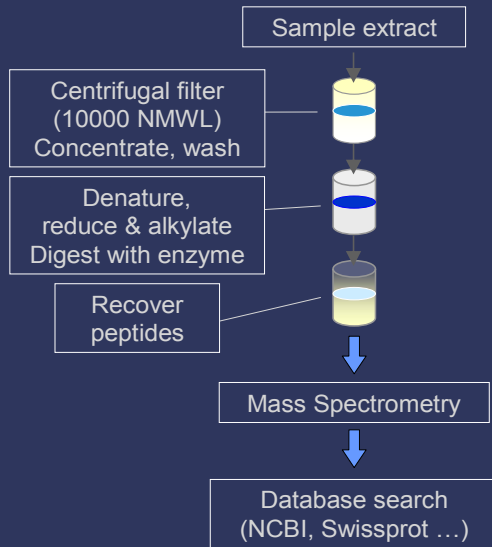 Sample extract
Centrifugal filter
(10000 NMWL)
Concentrate, wash
Denature,
reduce & alkylate
Digest with enzyme
Recover
peptides
Mass Spectrometry
Database search
(NCBI, Swissprot …)